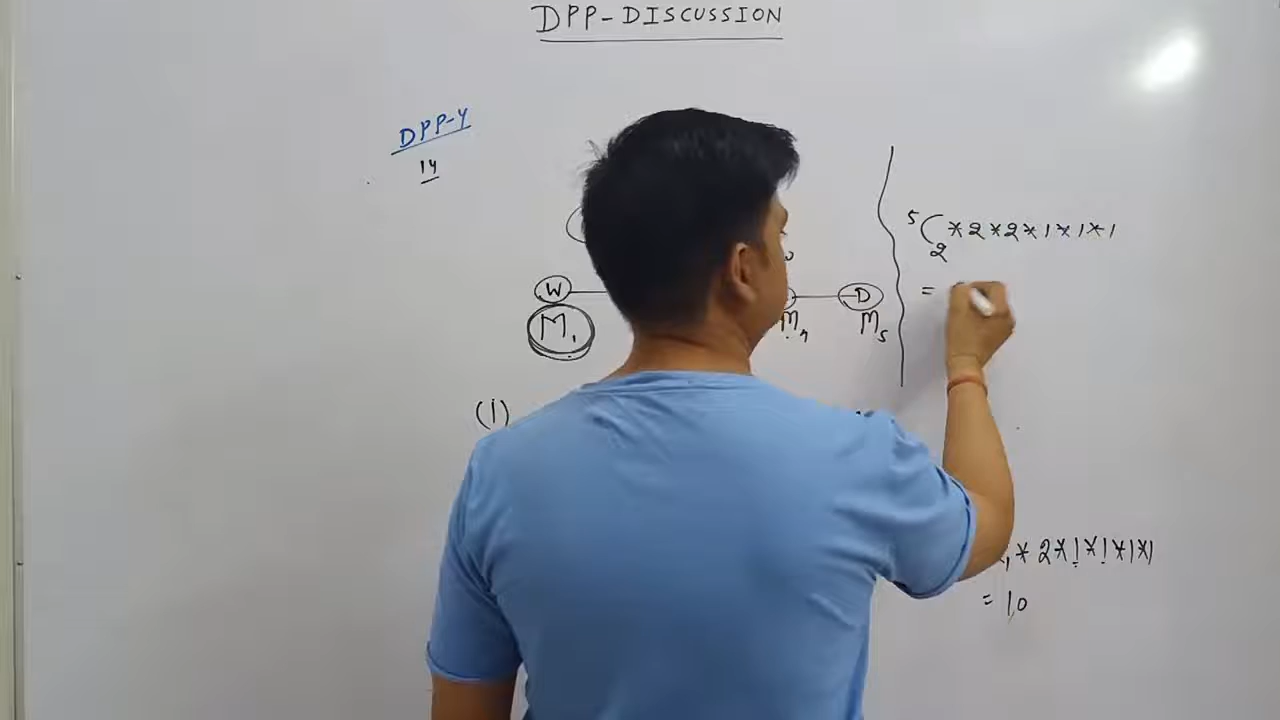 DPP-DISCUSSION
DPP-4
14
5C2 * 2 * 2 * 1 * 1 * 1
W
D
M1
M4
M5
=
(i)
1 * 2 * 1 * 1 * 1 * 1
= 10